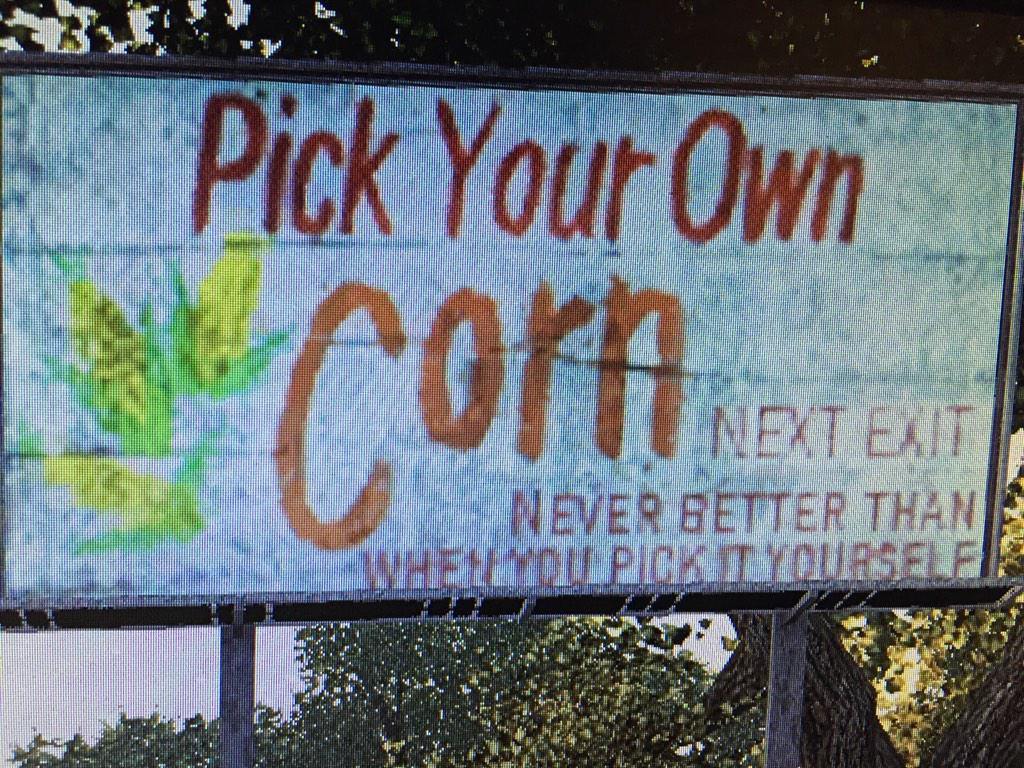 Pick Your Own
Corn
NEXT EXIT
NEVER BETTER THAN
WHEN YOU PICK IT YOURSELF